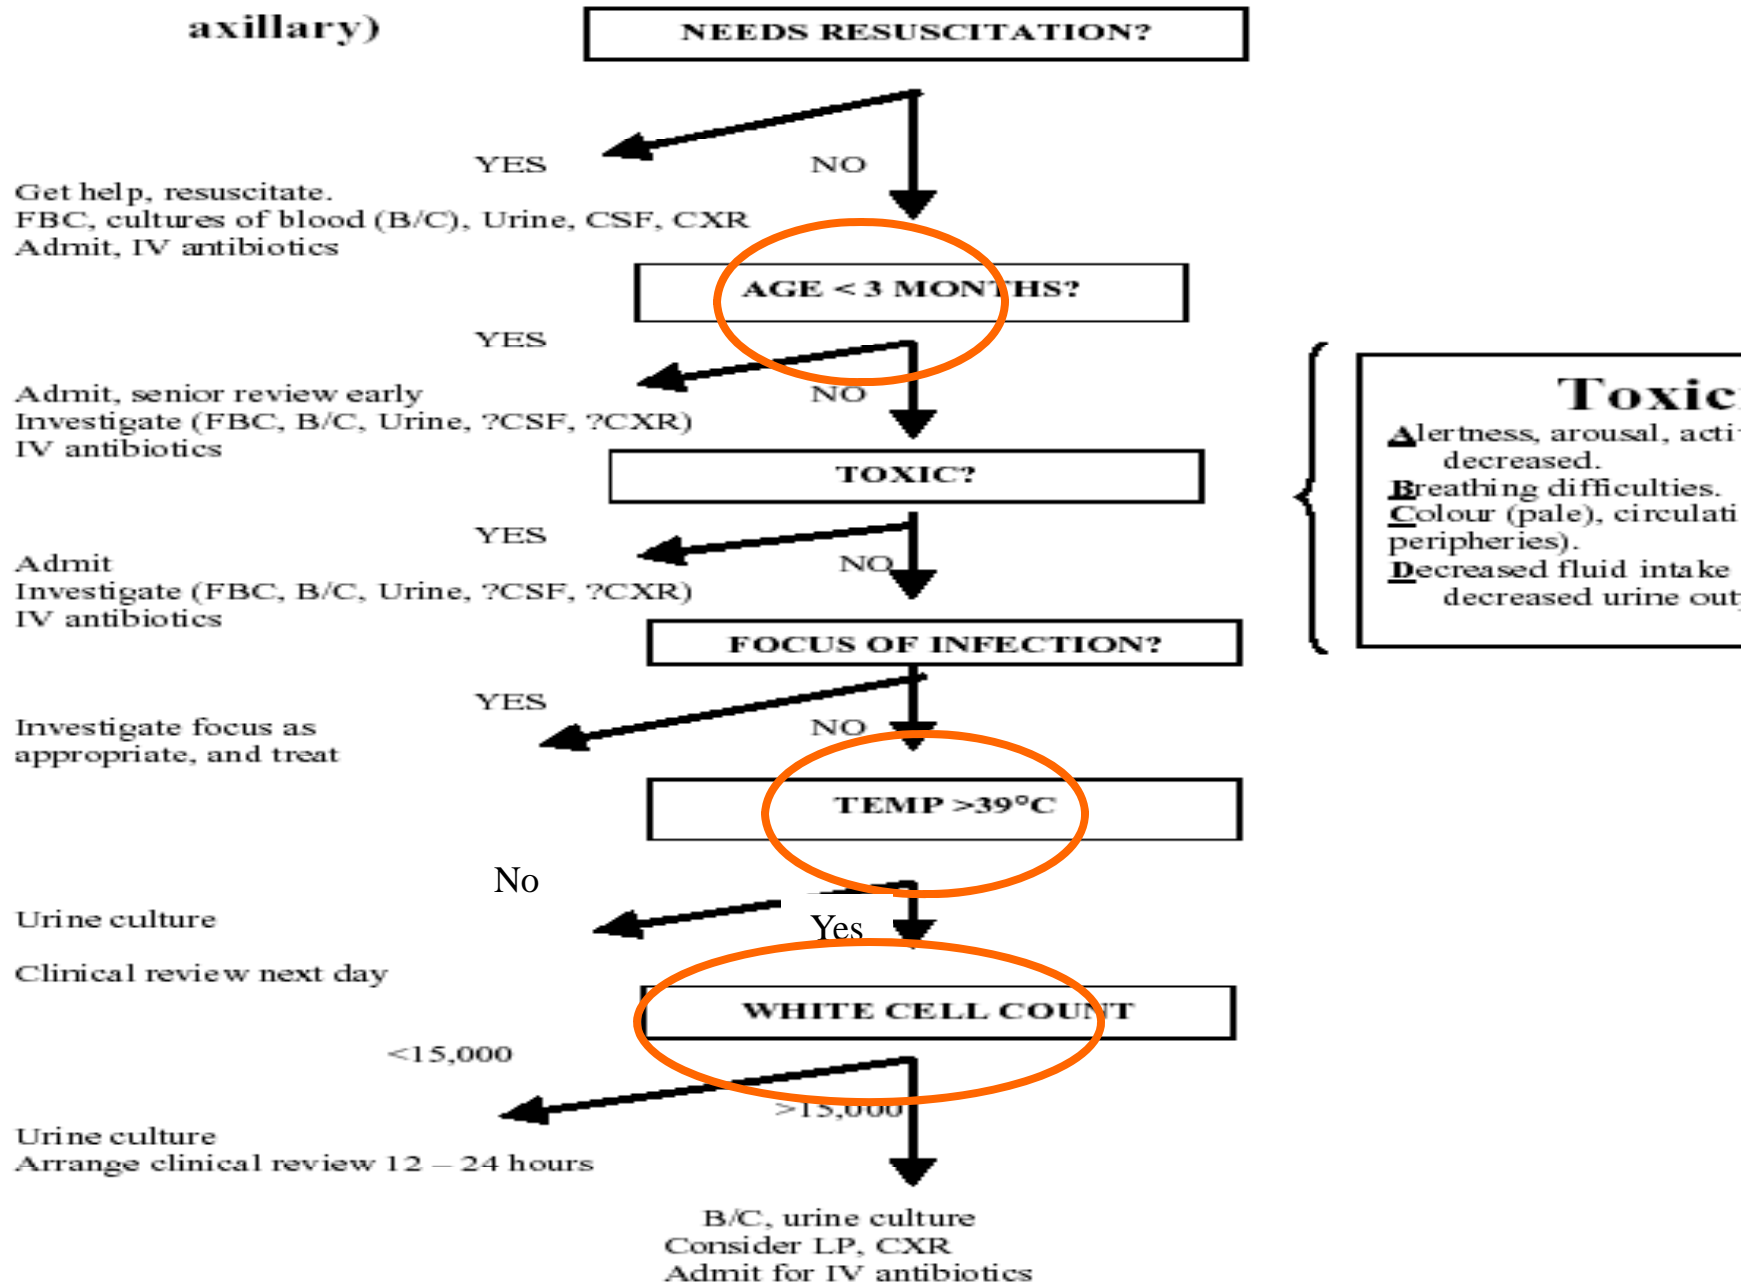 axillary)
NEEDS RESUSCITATION?
YES
NO
Get help, resuscitate.
FBC, cultures of blood (B/C), Urine, CSF, CXR
Admit, IV antibiotics
AGE < 3 MONTHS?
YES
NO
Admit, senior review early
Investigate (FBC, B/C, Urine, ?CSF, ?CXR)
IV antibiotics
TOXIC?
YES
NO
Admit
Investigate (FBC, B/C, Urine, ?CSF, ?CXR)
IV antibiotics
FOCUS OF INFECTION?
YES
NO
Investigate focus as
appropriate, and treat
TEMP >39°C
No
Yes
Urine culture
Clinical review next day
WHITE CELL COUNT
<15,000
>15,000
Urine culture
Arrange clinical review 12 – 24 hours
B/C, urine culture
Consider LP, CXR
Admit for IV antibiotics
Alertness, arousal,
decreased.
Breathing difficulties.
Colour (pale),
peripheries).
Decreased fluid intake
decreased urine